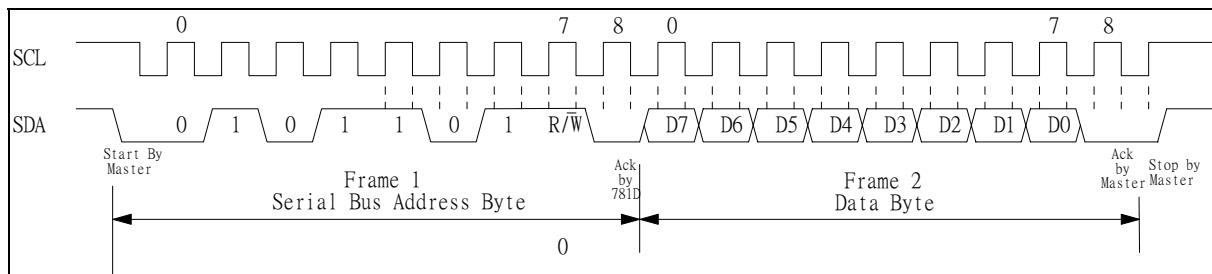 0 7 8 0 7 8
SCL
SDA 0 1 0 1 1 0 1 R/W̅ D7 D6 D5 D4 D3 D2 D1 D0
Start By
Master
Frame 1
Serial Bus Address Byte
Ack
by
781D
Frame 2
Data Byte
Ack
by
Master
Stop by
Master
0